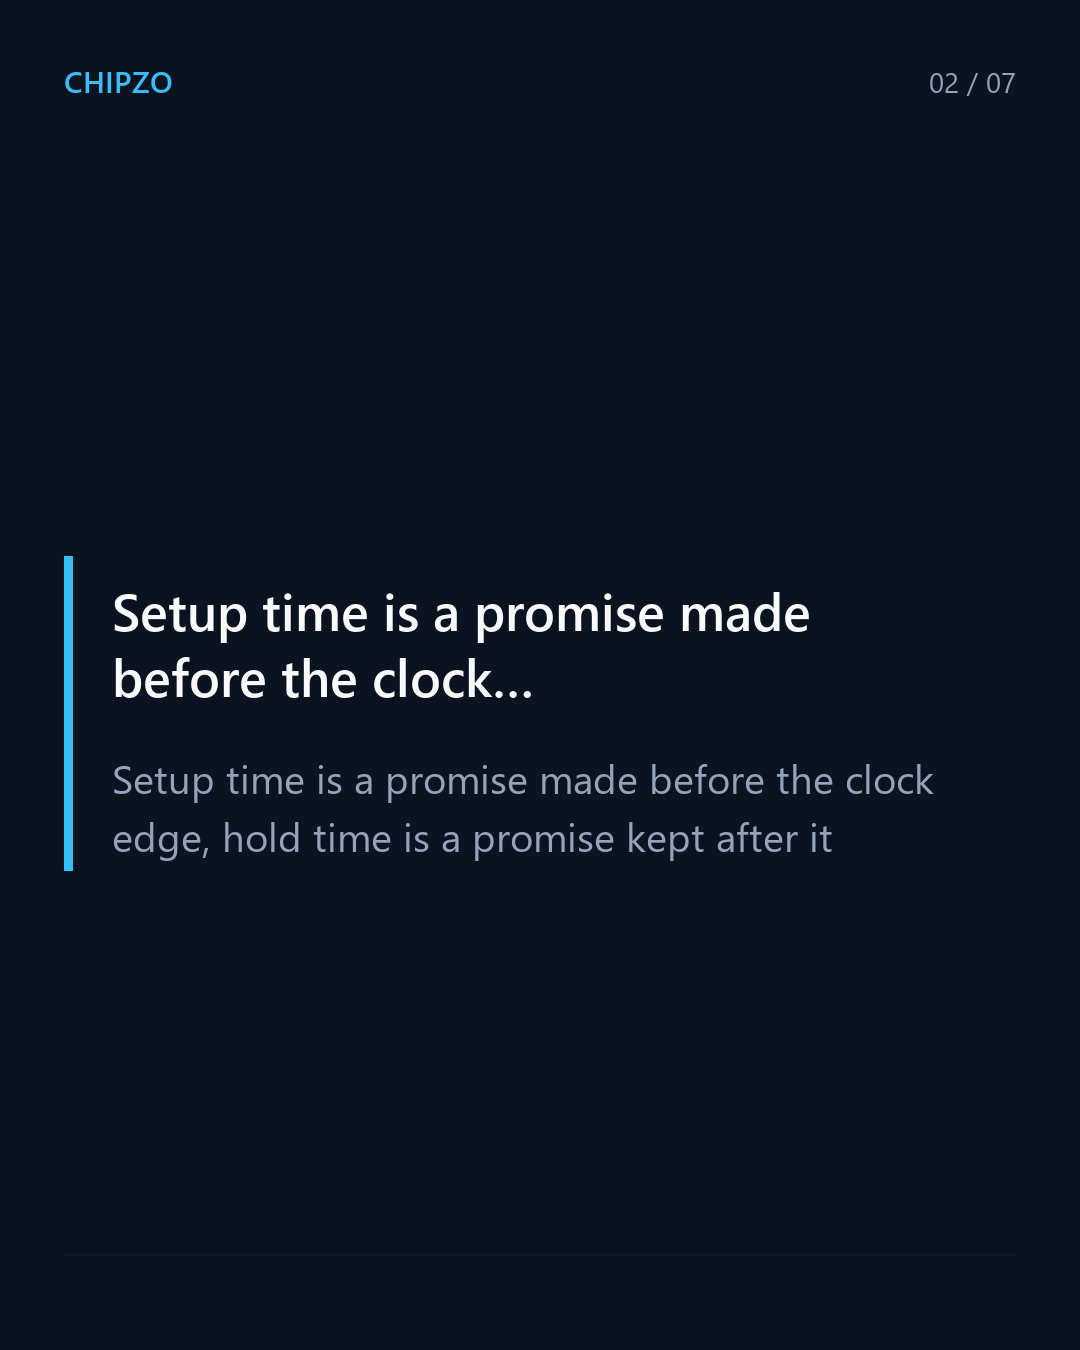 CHIPZO
02 / 07
Setup time is a promise made
before the clock...
Setup time is a promise made before the clock
edge, hold time is a promise kept after it